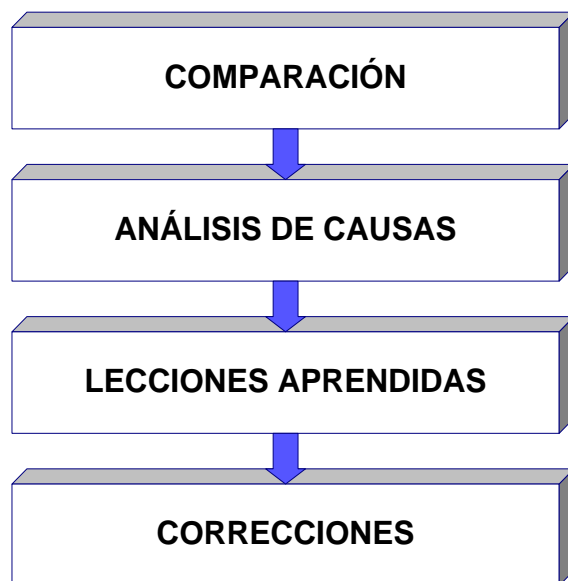 COMPARACIÓN
ANÁLISIS DE CAUSAS
LECCIONES APRENDIDAS
CORRECCIONES